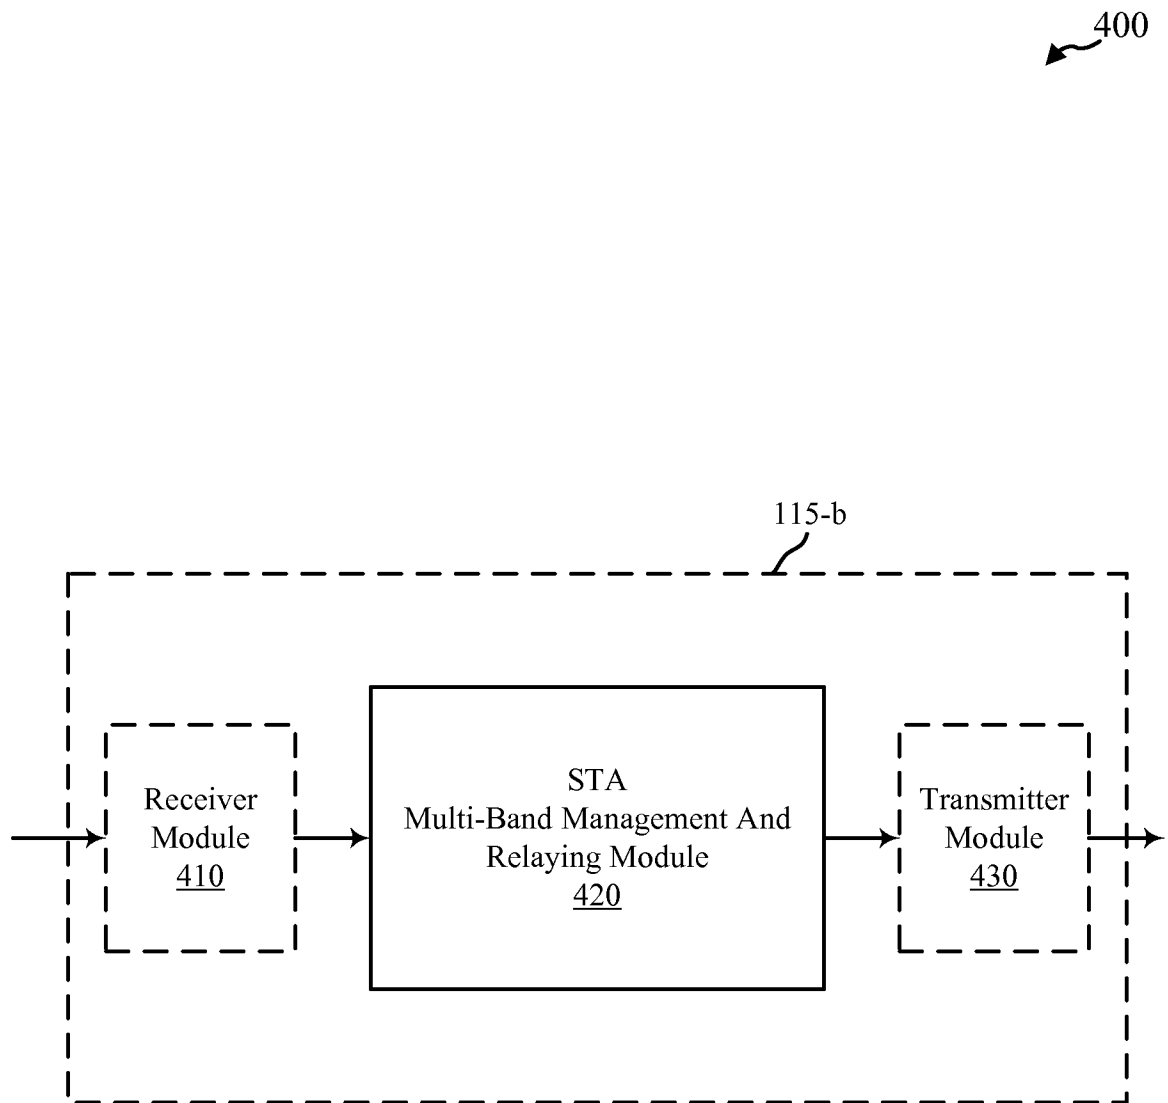 400
115-b
Receiver
Module
410
STA
Multi-Band Management And
Relaying Module
420
Transmitter
Module
430